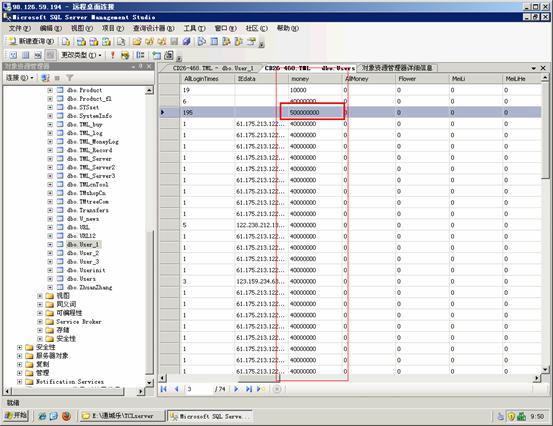 98.126.59.194 - 远程桌面连接
Microsoft SQL Server Management Studio
文件(F) 编辑(E) 视图(V) 项目(P) 查询设计器(R) 工具(T) 窗口(W) 社区(C) 帮助(H)
新建查询(N)
更改类型(Y)
对象资源管理器
CD26-468.TML - dbo.User_1 CD26-468.TML - dbo.Users 对象资源管理器详细信息
连接(O)
dbo.Product
dbo.Product_fl
dbo.STSset
dbo.SystemInfo
dbo.TML_buy
dbo.TML_log
dbo.TML_MoneyLog
dbo.TML_Record
dbo.TML_Server
dbo.TML_Server2
dbo.TML_Server3
dbo.TMLcnTool
dbo.TMshopCn
dbo.TMtreeCom
dbo.Transfers
dbo.U_news
dbo.URL
dbo.URL12
dbo.User_1
dbo.User_2
dbo.User_3
dbo.Userinit
dbo.Users
dbo.ZhuanZhang
视图
同义词
可编程性
Service Broker
存储
安全性
安全性
服务器对象
复制
管理
Notification Services
AllLoginTimes IEdata money AllMoney Flower MeiLi MeiLiHe
19 10000 0 0 0 0
6 40000000 0 0 0 0
195 500000000 0 0 0 0
1 61.175.213.122... 40000000 0 0 0 0
1 61.175.213.122... 40000000 0 0 0 0
1 61.175.213.122... 40000000 0 0 0 0
1 61.175.213.122... 40000000 0 0 0 0
1 61.175.213.122... 40000000 0 0 0 0
1 61.175.213.122... 40000000 0 0 0 0
1 61.175.213.122... 40000000 0 0 0 0
1 61.175.213.122... 40000000 0 0 0 0
5 122.238.212.13... 40000000 0 0 0 0
1 61.175.213.122... 40000000 0 0 0 0
1 61.175.213.122... 40000000 0 0 0 0
1 61.175.213.122... 40000000 0 0 0 0
1 61.175.213.122... 40000000 0 0 0 0
3 123.159.234.63... 40000000 0 0 0 0
1 61.175.213.122... 40000000 0 0 0 0
1 61.175.213.122... 40000000 0 0 0 0
1 61.175.213.122... 40000000 0 0 0 0
1 61.175.213.122... 40000000 0 0 0 0
1 61.175.213.122... 40000000 0 0 0 0
1 61.175.213.122... 40000000 0 0 0 0
1 61.175.213.122... 40000000 0 0 0 0
1 61.175.213.122... 40000000 0 0 0 0
3 / 74
就绪
开始 E:\通城乐\TCLserver Microsoft SQL Serve... 9:50